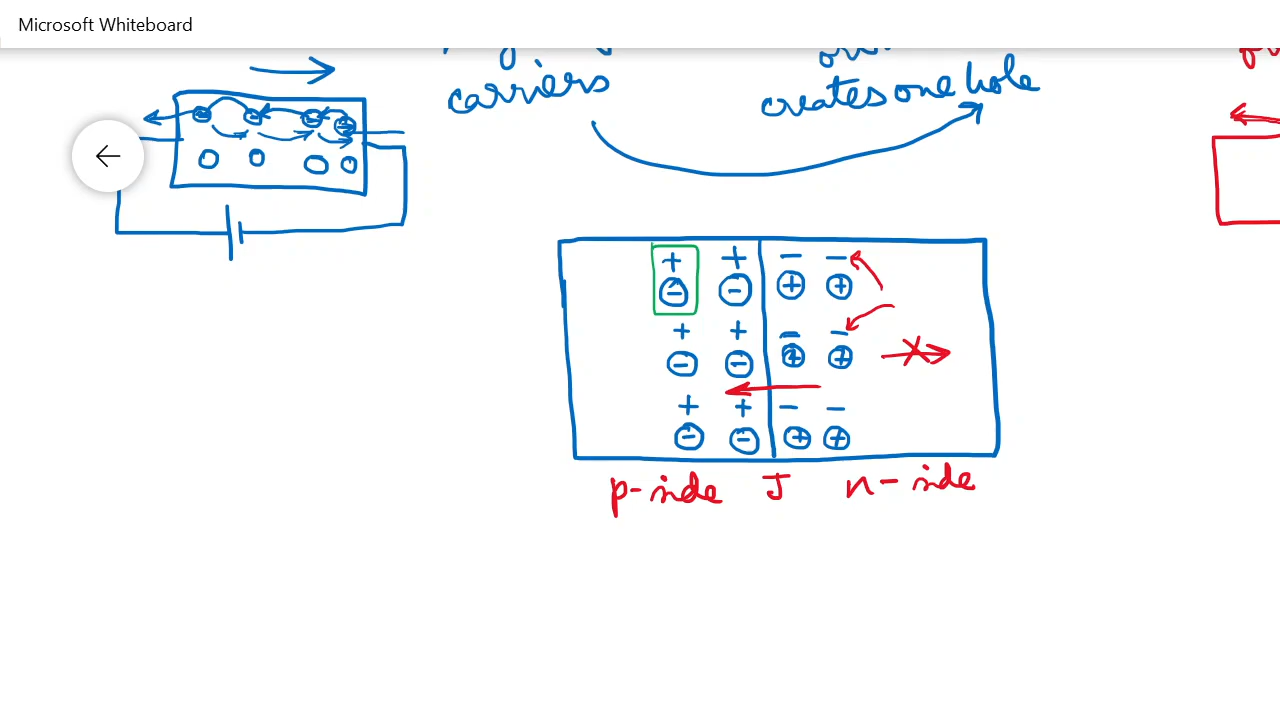 Microsoft Whiteboard
carriers
creates one hole
+ + − −
− − + +
+ + − −
− − + +
+ + − −
− − + +
p-side J n-side